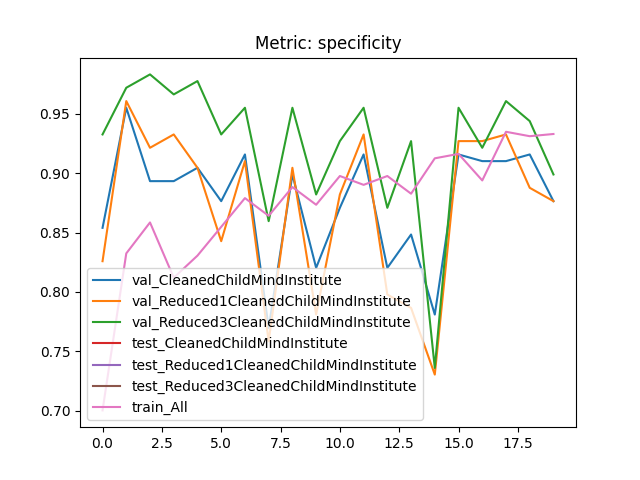 Metric: specificity
0.95
0.90
0.85
0.80
0.75
0.70
val_CleanedChildMindInstitute
val_Reduced1CleanedChildMindInstitute
val_Reduced3CleanedChildMindInstitute
test_CleanedChildMindInstitute
test_Reduced1CleanedChildMindInstitute
test_Reduced3CleanedChildMindInstitute
train_All
0.0 2.5 5.0 7.5 10.0 12.5 15.0 17.5